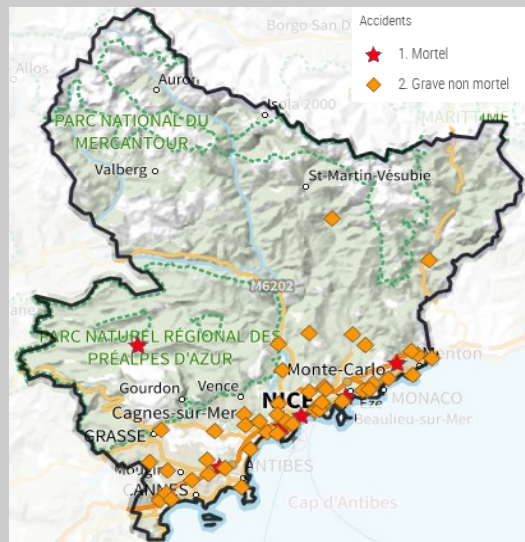 Accidents
1. Mortel
2. Grave non mortel
Borgo San
Allos
Auron
Isola 2000
PARC NATIONAL DU
MERCANTOUR
MARITTIME
Valberg
St-Martin-Vésubie
M6202
PARC NATUREL RÉGIONAL DES
PRÉALPES D'AZUR
Monte-Carlo
Menton
Gourdon
Vence
MONACO
Eze
Beaulieu-sur-Mer
NICE
Cagnes-sur-Mer
GRASSE
Mougins
ANTIBES
CANNES
Cap d'Antibes